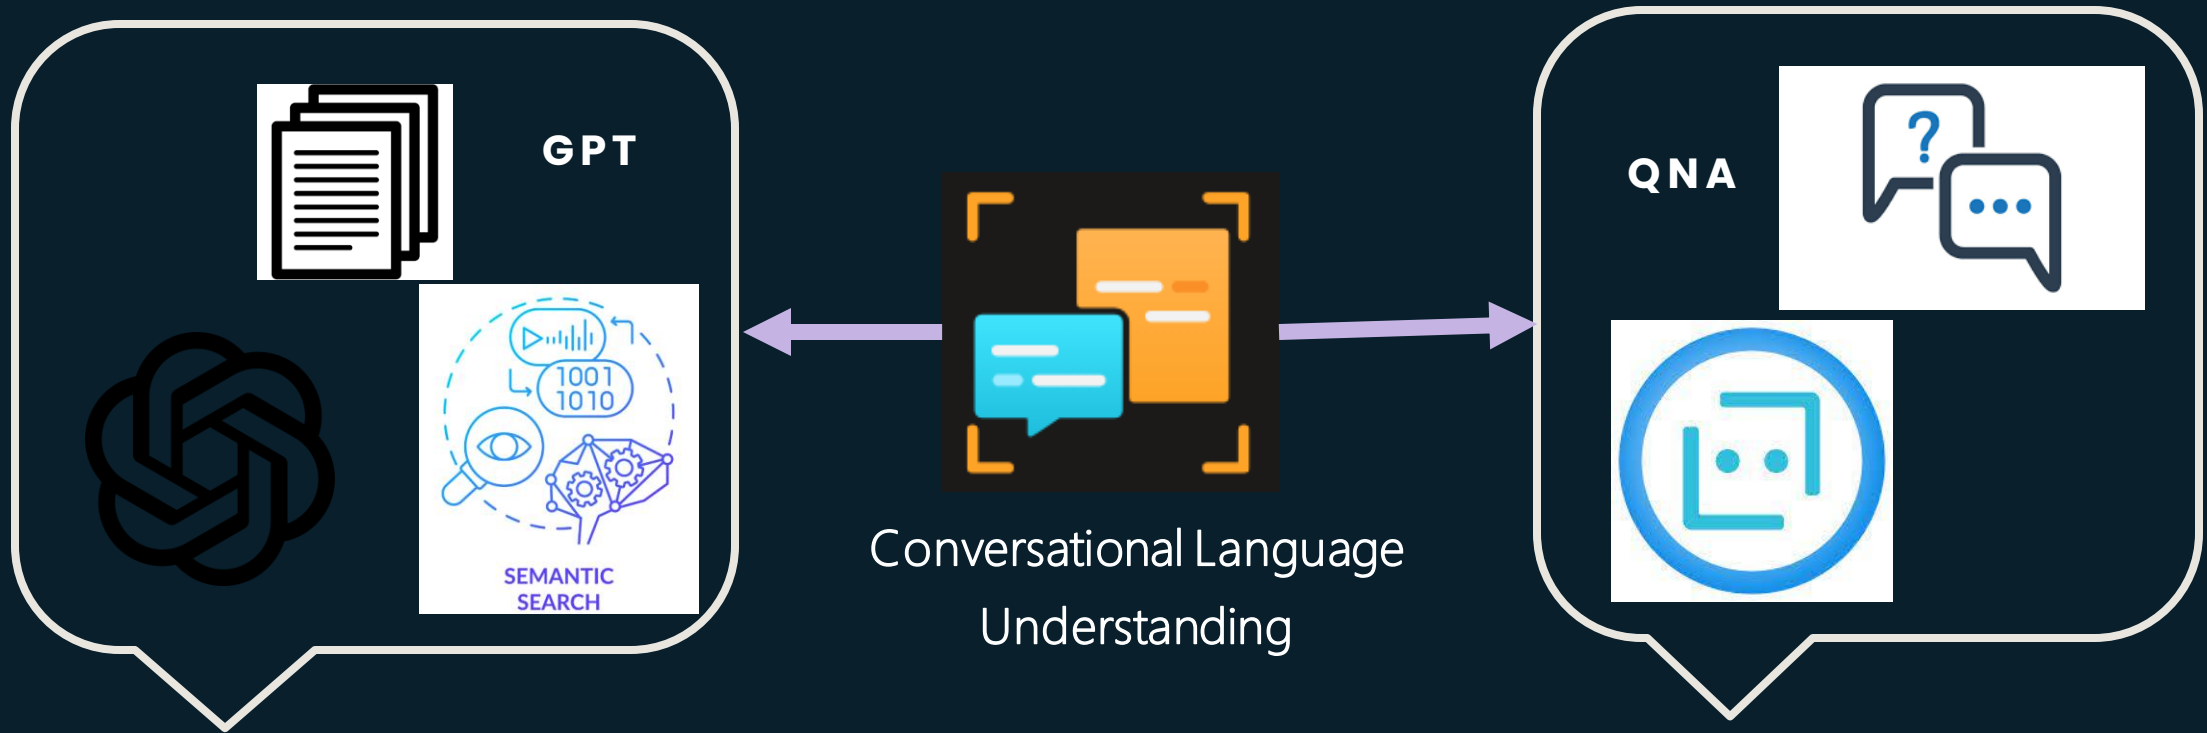 GPT
1001
1010
SEMANTIC
SEARCH
Conversational Language
Understanding
QNA
?